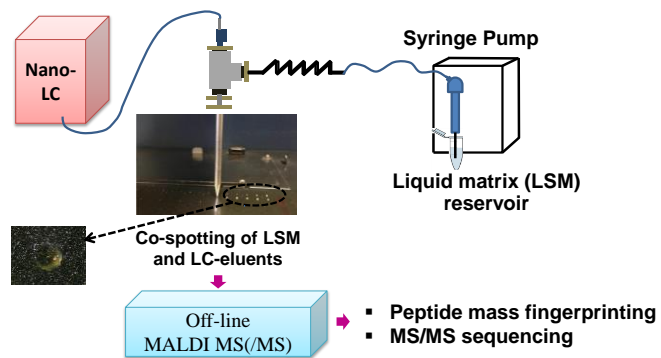 Nano-
LC
Syringe Pump
Liquid matrix (LSM)
reservoir
Co-spotting of LSM
and LC-eluents
Off-line
MALDI MS(/MS)
▪ Peptide mass fingerprinting
▪ MS/MS sequencing